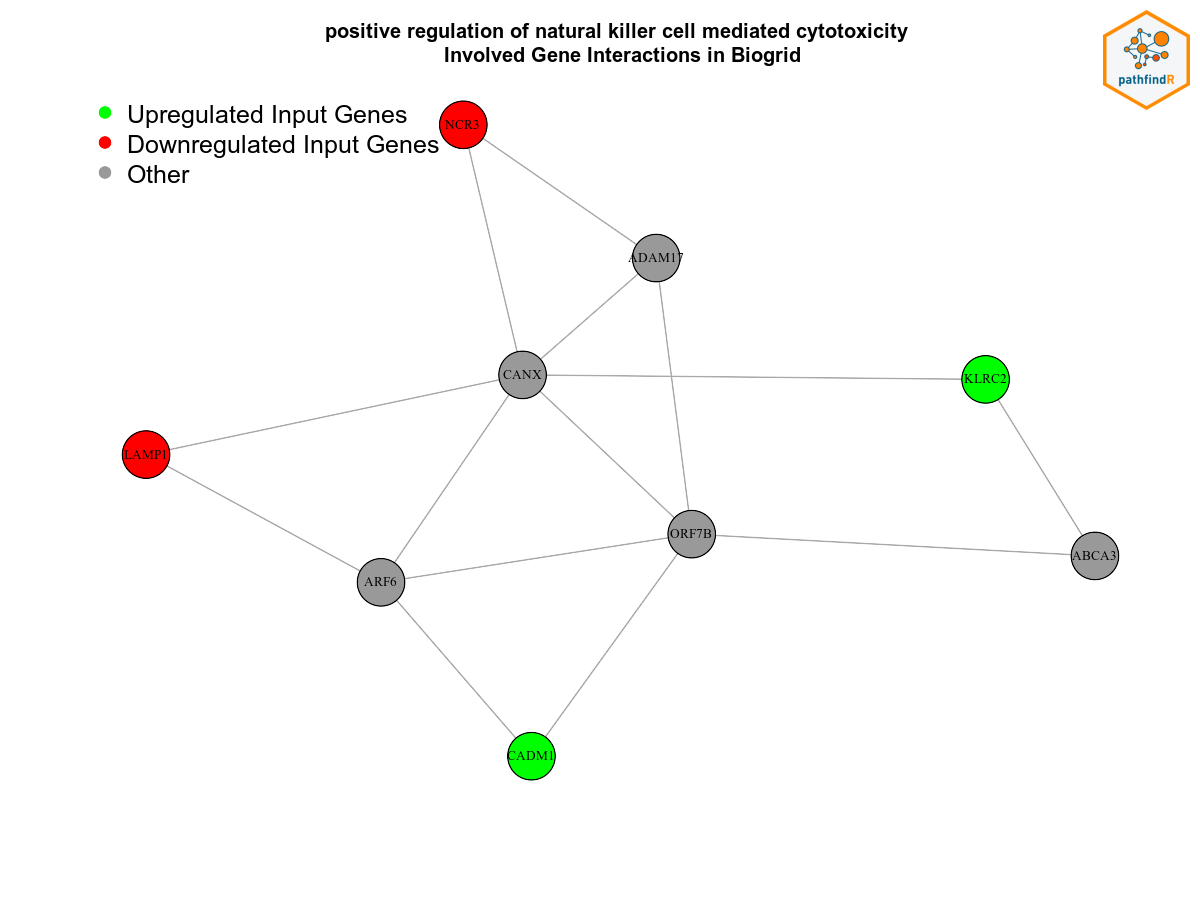 positive regulation of natural killer cell mediated cytotoxicity
Involved Gene Interactions in Biogrid
pathfindR
Upregulated Input Genes
Downregulated Input Genes
Other
NCR3
ADAM17
CANX
KLRC2
LAMP1
ORF7B
ABCA3
ARF6
CADM1